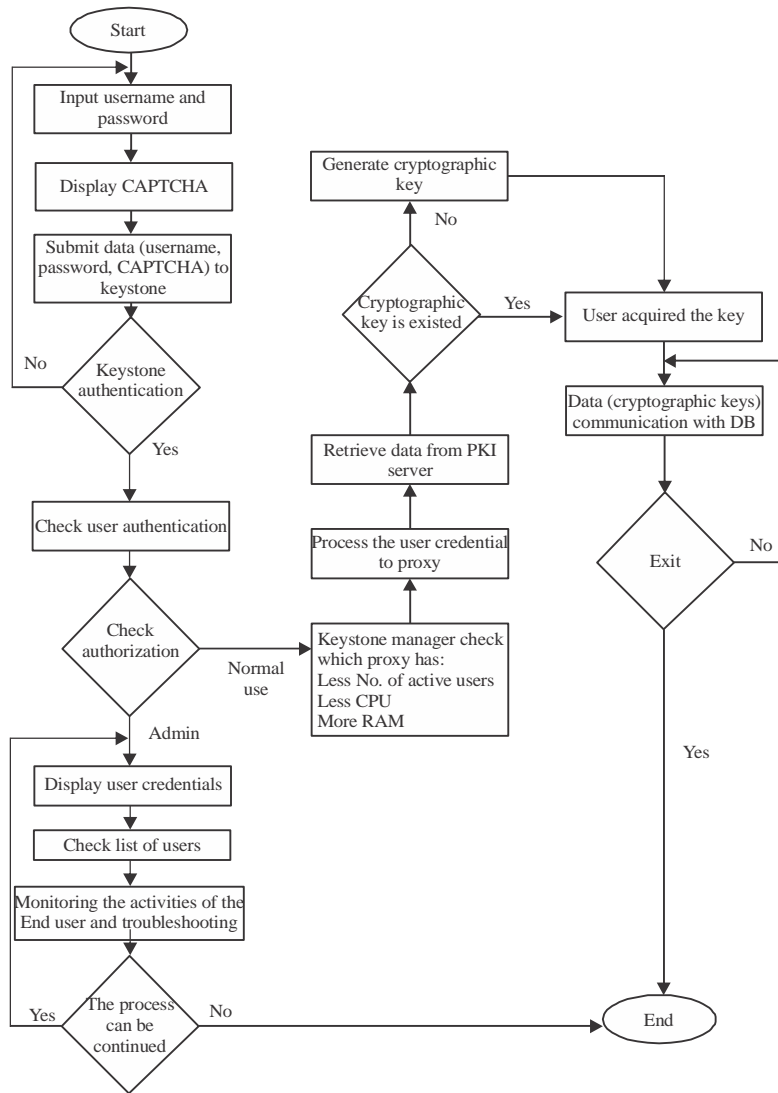 Start
Input username and
password
Display CAPTCHA
Submit data (username,
password, CAPTCHA) to
keystone
No
Keystone
authentication
Yes
Check user authentication
Check
authorization
Normal
use
Admin
Display user credentials
Check list of users
Monitoring the activities of the
End user and troubleshooting
Yes
The process
can be
continued
No
Keystone manager check
which proxy has:
Less No. of active users
Less CPU
More RAM
Process the user credential
to proxy
Retrieve data from PKI
server
Cryptographic
key is existed
No
Yes
Generate cryptographic
key
User acquired the key
Data (cryptographic keys)
communication with DB
Exit
No
Yes
End